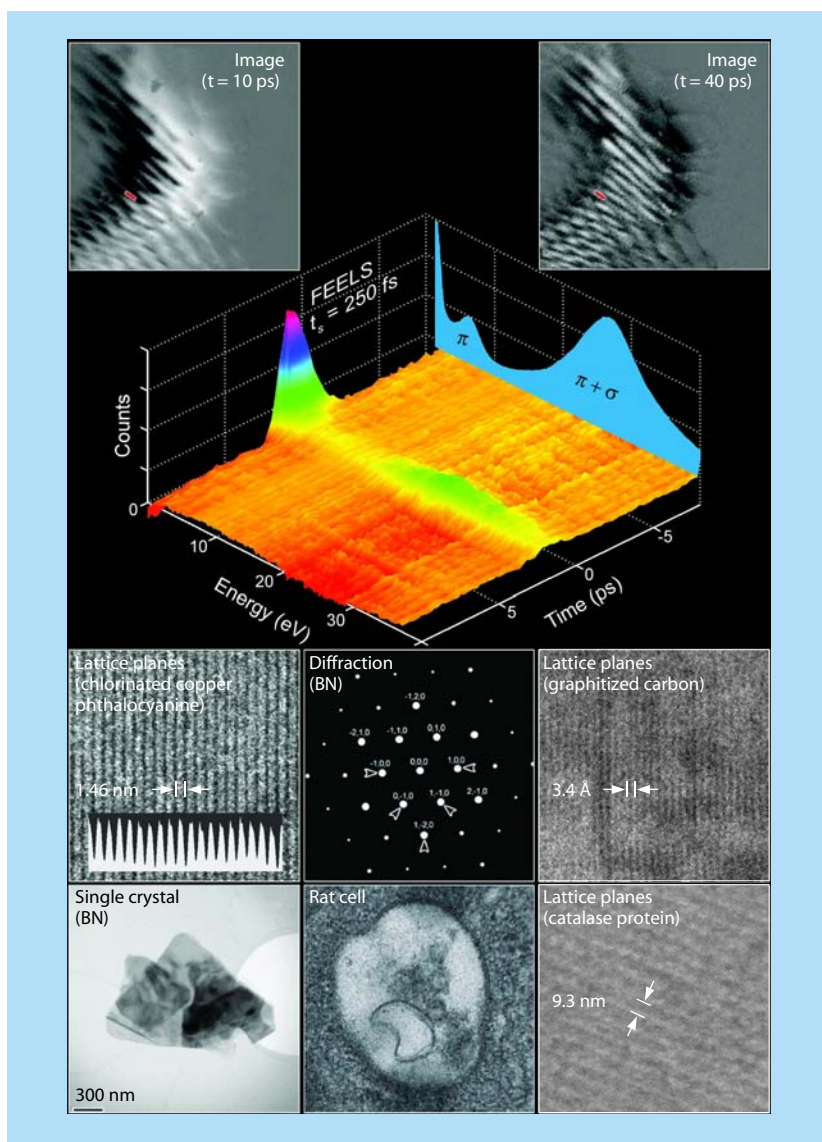 Image
(t = 10 ps)
Image
(t = 40 ps)
FEELS
tₛ = 250 fs
π
π + σ
Counts
0
10
20
30
Energy (eV)
5
0
-5
Time (ps)
Lattice planes
(chlorinated copper
phthalocyanine)
1.46 nm
Diffraction
(BN)
-1,2,0
-2,1,0
-1,1,0
0,1,0
-1,0,0
0,0,0
1,0,0
0,-1,0
1,-1,0
2,-1,0
1,-2,0
Lattice planes
(graphitized carbon)
3.4 Å
Single crystal
(BN)
300 nm
Rat cell
Lattice planes
(catalase protein)
9.3 nm